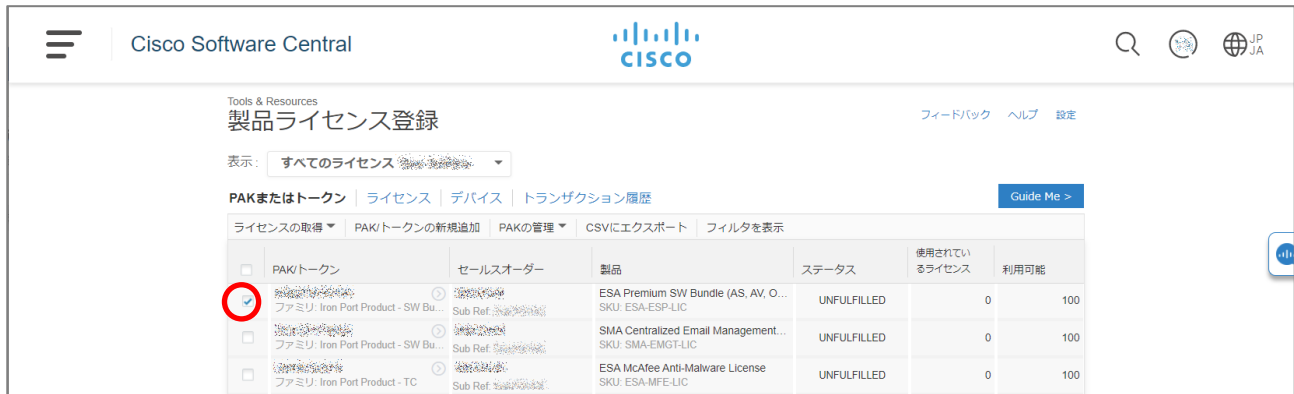 Cisco Software Central
CISCO
JP
JA
Tools & Resources
製品ライセンス登録
フィードバック ヘルプ 設定
表示: すべてのライセンス
PAKまたはトークン ライセンス デバイス トランザクション履歴
Guide Me >
ライセンスの取得 PAK/トークンの新規追加 PAKの管理 CSVにエクスポート フィルタを表示
PAK/トークン セールスオーダー 製品 ステータス 使用されてい
るライセンス 利用可能
ESA Premium SW Bundle (AS, AV, O... UNFULFILLED 0 100
ファミリ: Iron Port Product - SW Bu... Sub Ref: SKU: ESA-ESP-LIC
SMA Centralized Email Management... UNFULFILLED 0 100
ファミリ: Iron Port Product - SW Bu... Sub Ref: SKU: SMA-EMGT-LIC
ESA McAfee Anti-Malware License UNFULFILLED 0 100
ファミリ: Iron Port Product - TC Sub Ref: SKU: ESA-MFE-LIC